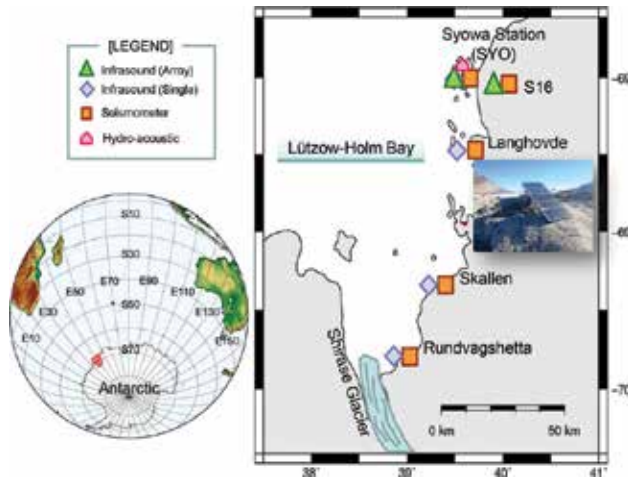 [LEGEND]
Infrasound (Array)
Infrasound (Single)
Seismometer
Hydro-acoustic
Syowa Station
(SYO)
S16
Langhovde
Lützow-Holm Bay
Skallen
Rundvagshetta
Shirase Glacier
0 km
50 km
-70
38°
39°
40°
41°
S10
S30
S50
S70
E10
E30
E50
E70
E90
E110
E130
E150
Antarctic